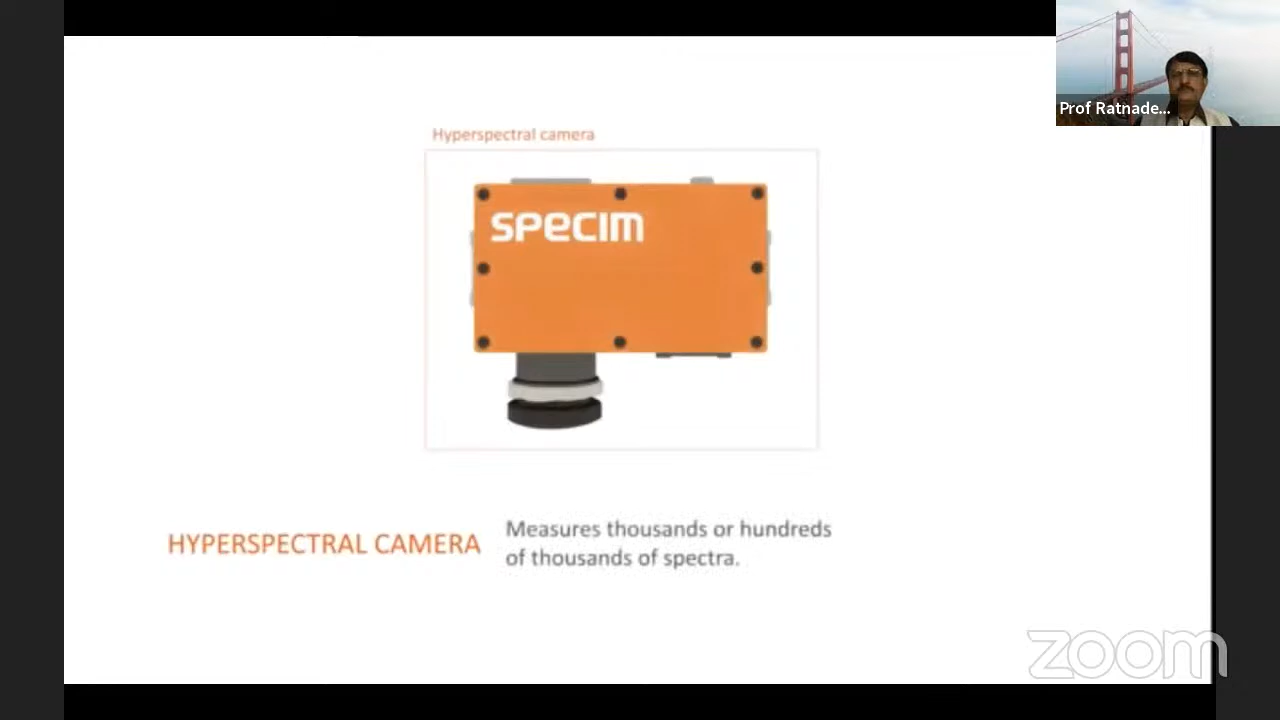 Prof Ratnade...
Hyperspectral camera
SPECIM
HYPERSPECTRAL CAMERA
Measures thousands or hundreds
of thousands of spectra.
zoom